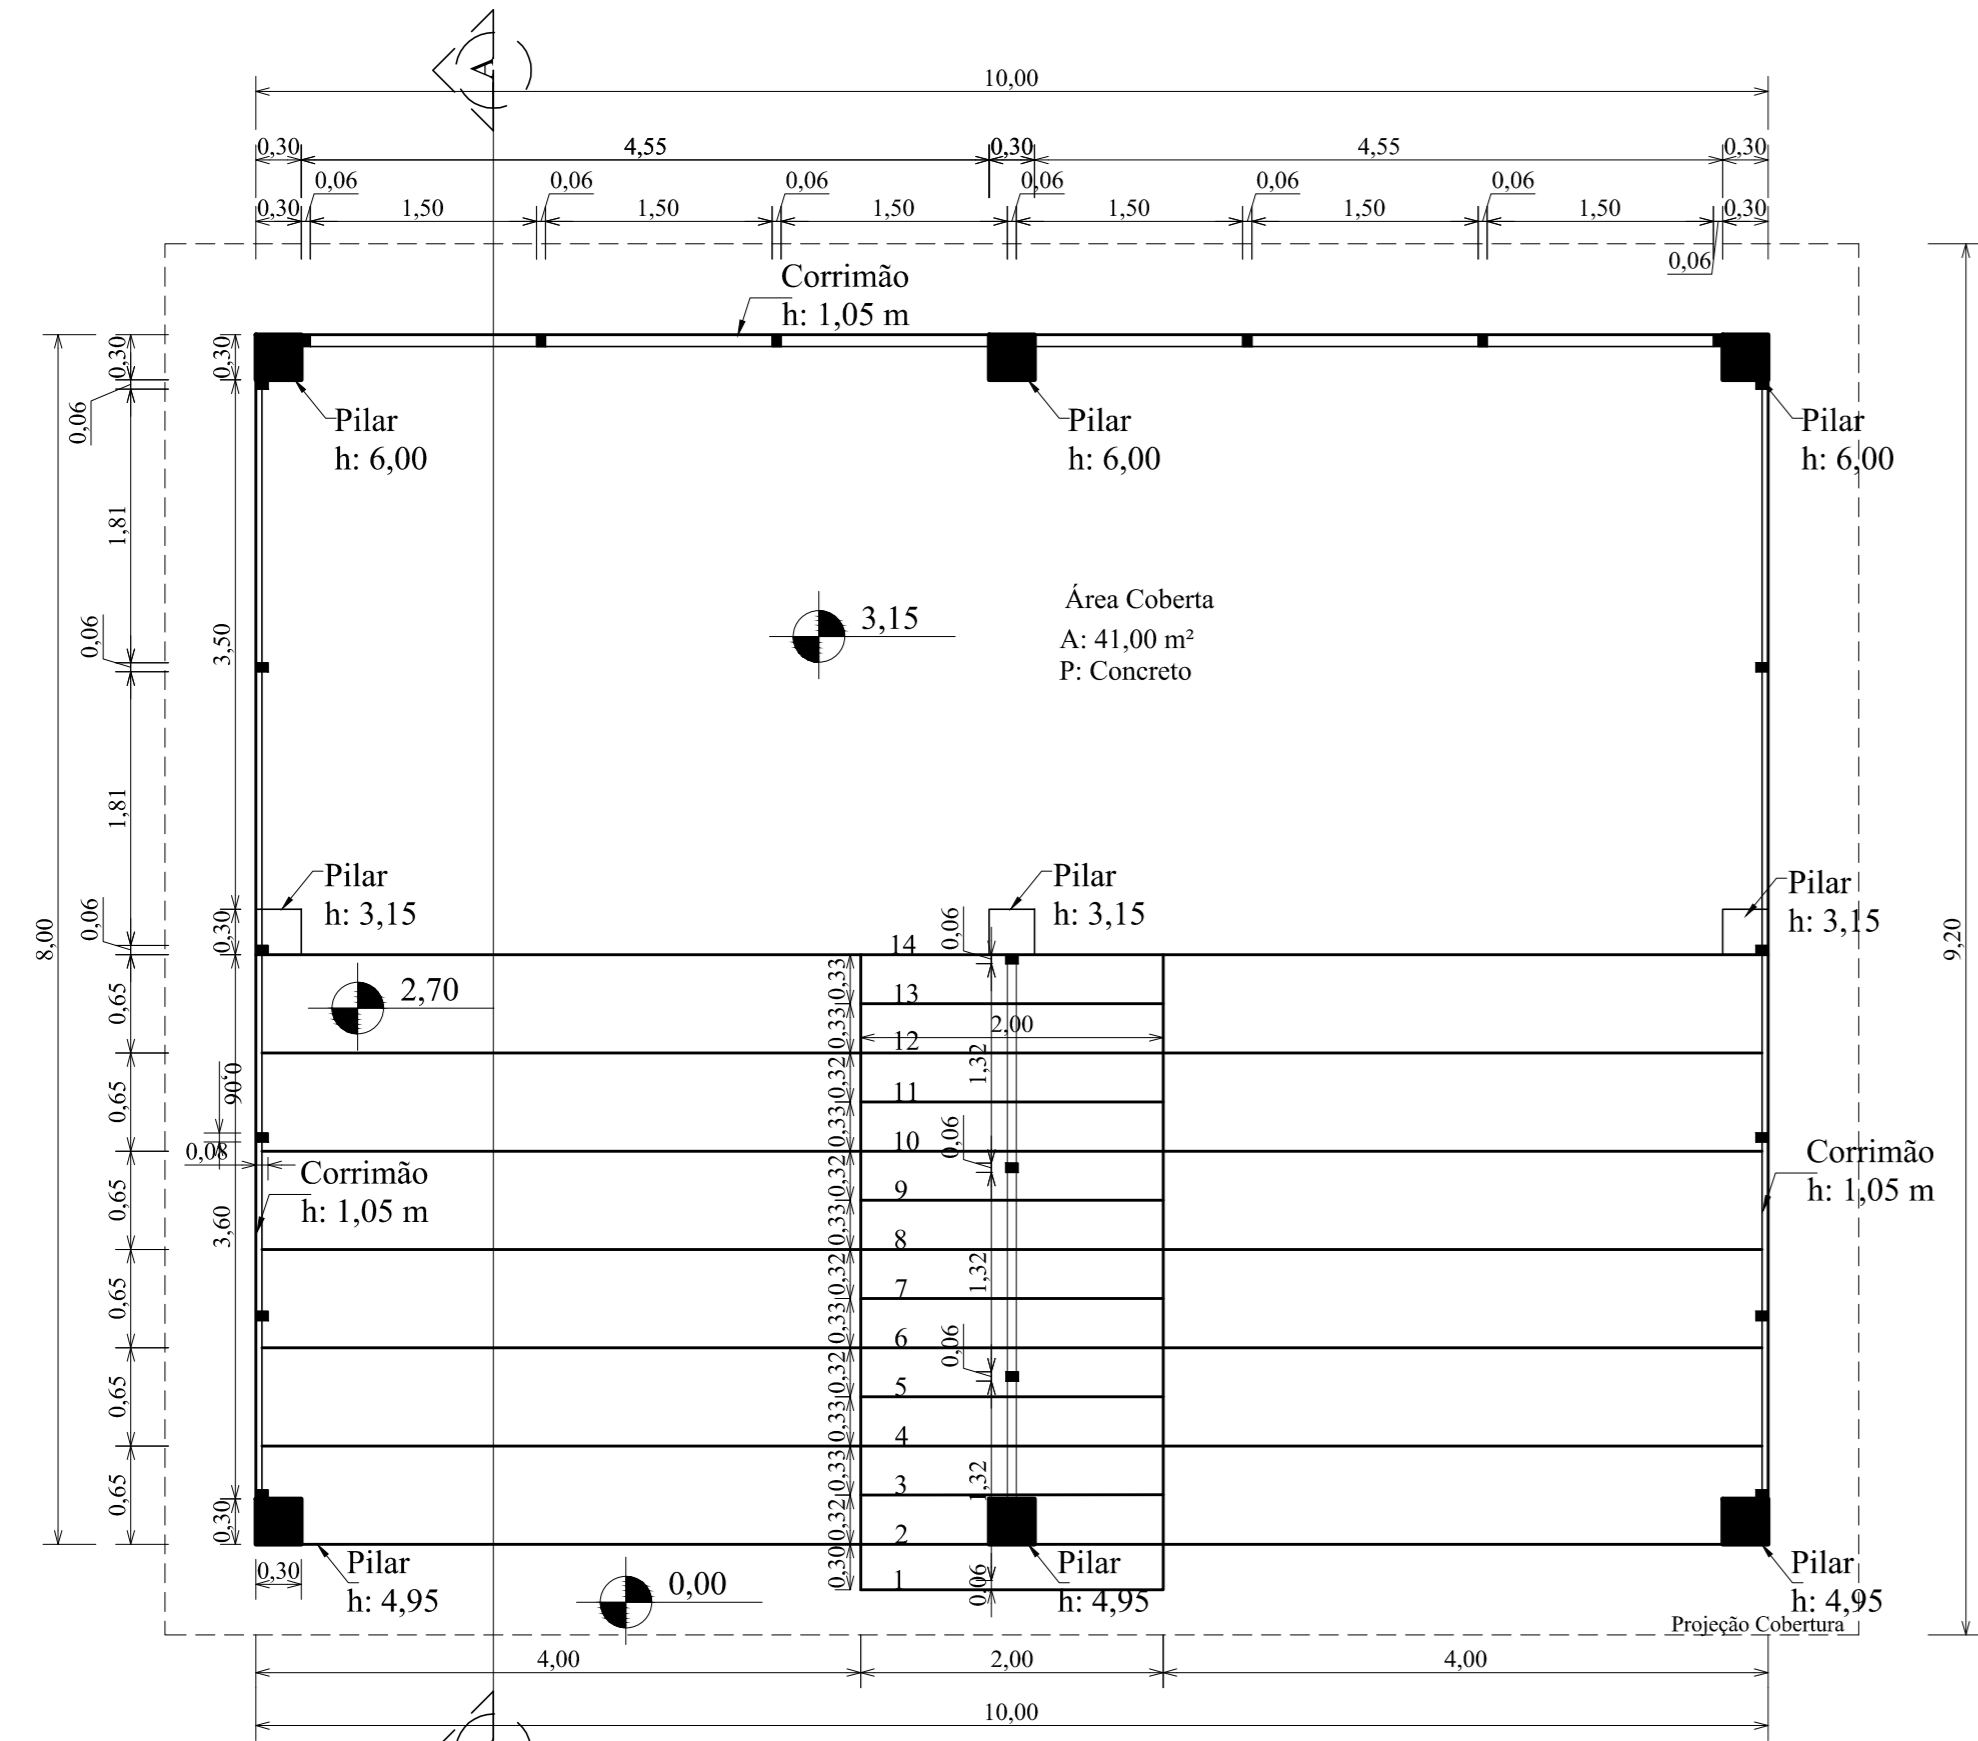 A
10,00
0,30
4,55
0,30
4,55
0,30
0,06
0,06
0,06
0,06
0,06
0,06
0,30
1,50
1,50
1,50
1,50
1,50
1,50
0,30
0,06
Corrimão
h: 1,05 m
0,30
0,30
0,06
Pilar
h: 6,00
Pilar
h: 6,00
Pilar
h: 6,00
1,81
0,06
3,50
3,15
Área Coberta
A: 41,00 m²
P: Concreto
1,81
Pilar
h: 3,15
Pilar
h: 3,15
Pilar
h: 3,15
0,06
0,30
0,06
8,00
9,20
14
0,33
13
0,33
2,00
12
0,32
11
0,33
10
0,32
9
0,33
8
0,32
7
0,33
6
0,32
5
0,33
4
0,33
3
0,32
2
0,30
1
2,70
0,65
0,65
0,65
0,65
0,65
0,65
0,06
0,08
3,60
0,30
Corrimão
h: 1,05 m
Corrimão
h: 1,05 m
1,32
0,06
1,32
0,06
1,32
0,06
0,30
Pilar
h: 4,95
0,00
Pilar
h: 4,95
Pilar
h: 4,95
Projeção Cobertura
4,00
2,00
4,00
10,00